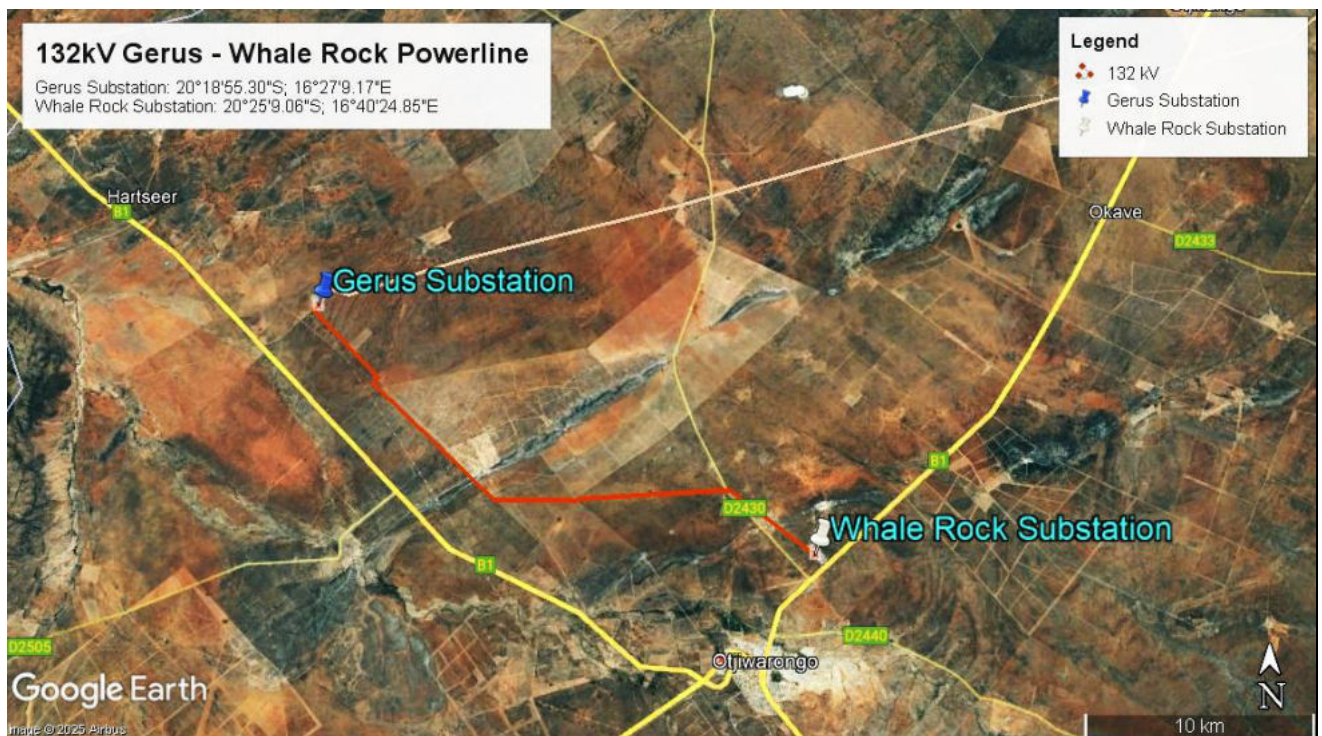 132kV Gerus - Whale Rock Powerline
Gerus Substation: 20°18'55.30"S; 16°27'9.17"E
Whale Rock Substation: 20°25'9.06"S; 16°40'24.85"E
Legend
132 kV
Gerus Substation
Whale Rock Substation
Hartseer
B1
Okave
D2433
Gerus Substation
B1
D2430
Whale Rock Substation
B1
D2440
D2505
Otjiwarongo
Google Earth
N
Image © 2025 Airbus
10 km